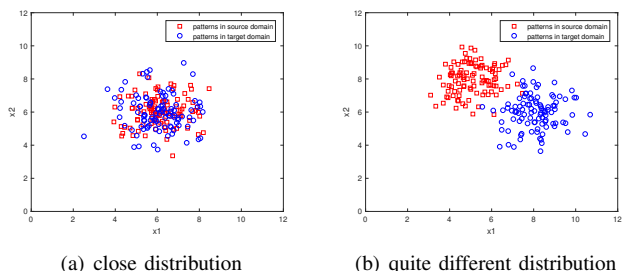 12
10
8
6
4
2
0
x2
patterns in source domain
patterns in target domain
0 2 4 6 8 10 12
x1
(a) close distribution
12
10
8
6
4
2
0
x2
patterns in source domain
patterns in target domain
0 2 4 6 8 10 12
x1
(b) quite different distribution